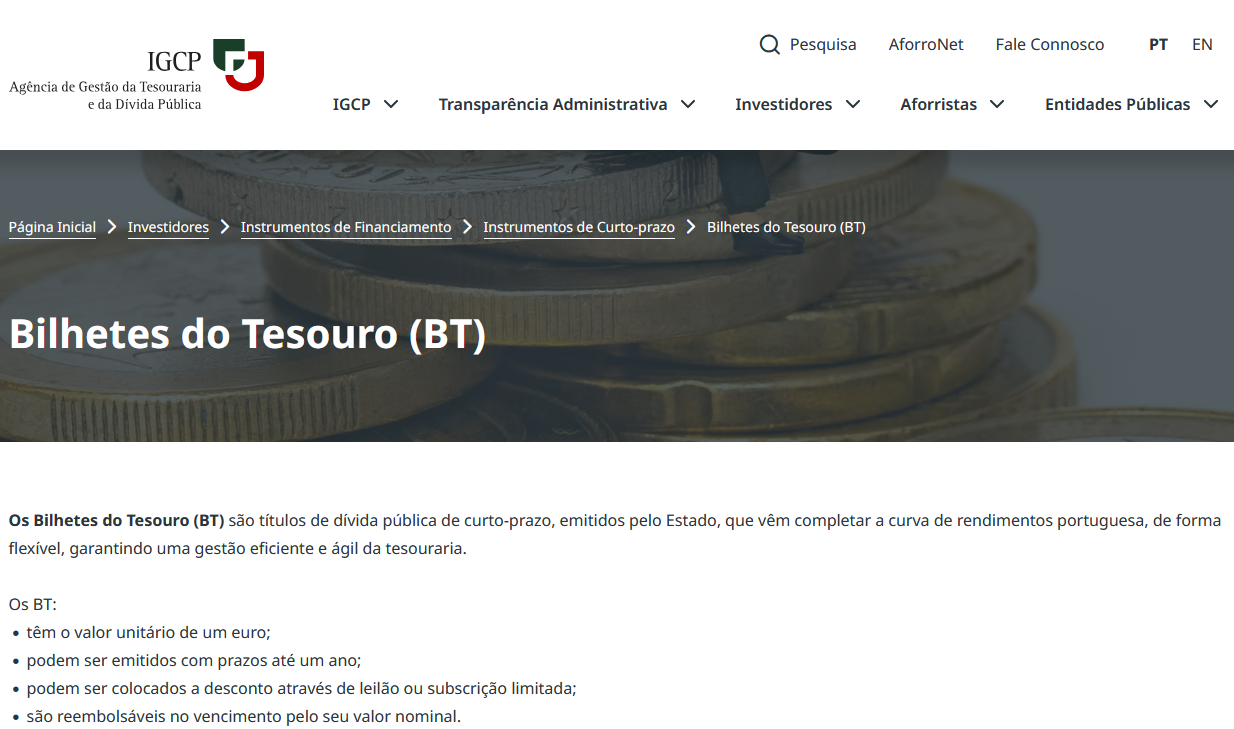 IGCP
Agência de Gestão da Tesouraria
e da Dívida Pública
Pesquisa AforroNet Fale Connosco PT EN
IGCP Transparência Administrativa Investidores Aforristas Entidades Públicas
Página Inicial Investidores Instrumentos de Financiamento Instrumentos de Curto-prazo Bilhetes do Tesouro (BT)
Bilhetes do Tesouro (BT)
Os Bilhetes do Tesouro (BT) são títulos de dívida pública de curto-prazo, emitidos pelo Estado, que vêm completar a curva de rendimentos portuguesa, de forma
flexível, garantindo uma gestão eficiente e ágil da tesouraria.
Os BT:
• têm o valor unitário de um euro;
• podem ser emitidos com prazos até um ano;
• podem ser colocados a desconto através de leilão ou subscrição limitada;
• são reembolsáveis no vencimento pelo seu valor nominal.